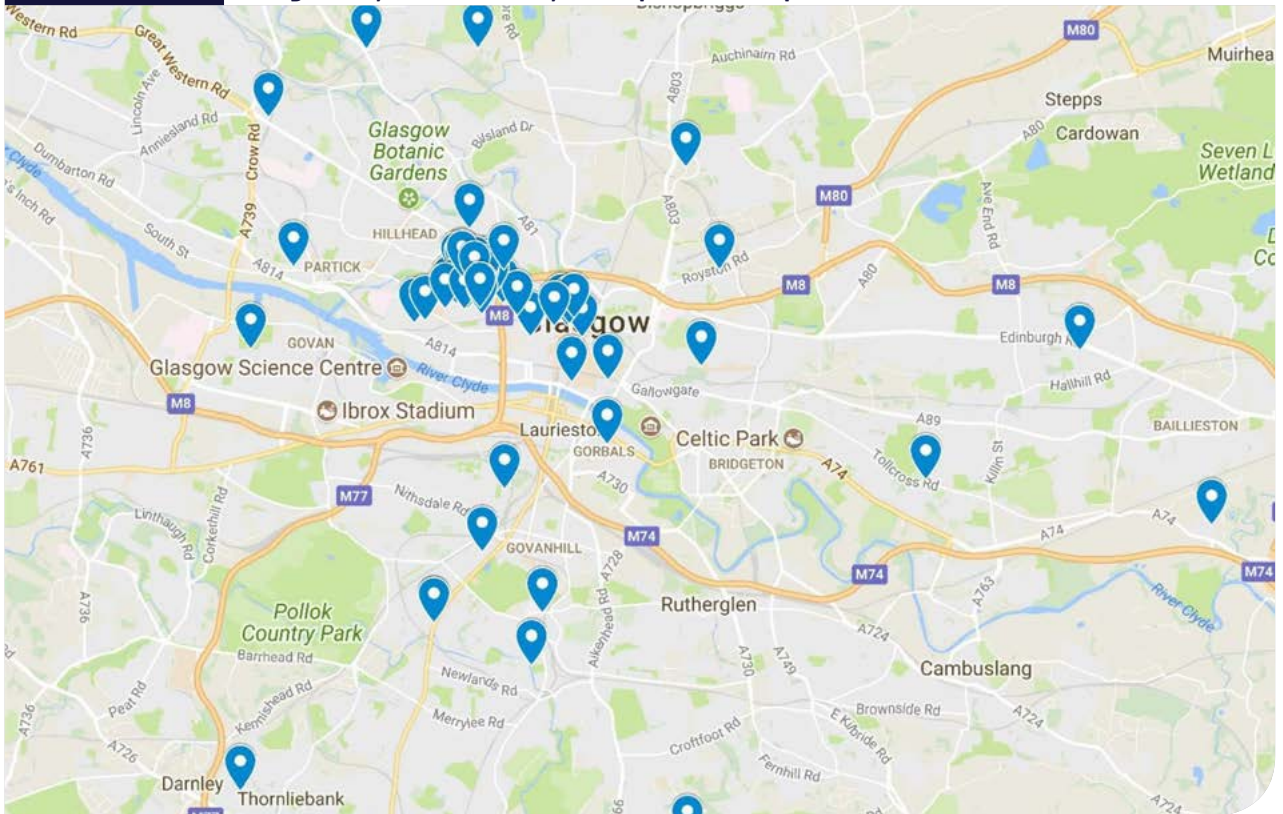 Western Rd
Great Western Rd
Lincoln Ave
Anniesland Rd
Crow Rd
Dumbarton Rd
South St
A739
A814
PARTICK
HILLHEAD
Glasgow
Botanic
Gardens
Bilsland Dr
A81
A803
Auchinairn Rd
A803
Royston Rd
M80
M80
Muirhea
Stepps
Cardowan
A80
Seven L
Wetland
Ave End Rd
M8
A80
M8
M8
GOVAN
A814
Glasgow Science Centre
River Clyde
Ibrox Stadium
M8
A736
A761
Gallowgate
Edinburgh
Hallhill Rd
A89
BAILLIESTON
GORBALS
Celtic Park
BRIDGETON
A74
Tollcross Rd
Killin St
A730
M77
Nithsdale Rd
Linthaugh Rd
Corkerhill Rd
GOVANHILL
M74
A728
A74
A74
M74
M74
A763
River Clyde
A736
Pollok
Country Park
Barrhead Rd
Aikenhead Rd
Rutherglen
A724
A730
A749
Cambuslang
Newlands Rd
Kennishead Rd
Peat Rd
Merrylee Rd
A736
A726
Croftfoot Rd
E Kilbride Rd
Brownside Rd
A724
Fernhill Rd
Darnley
Thornliebank
A724